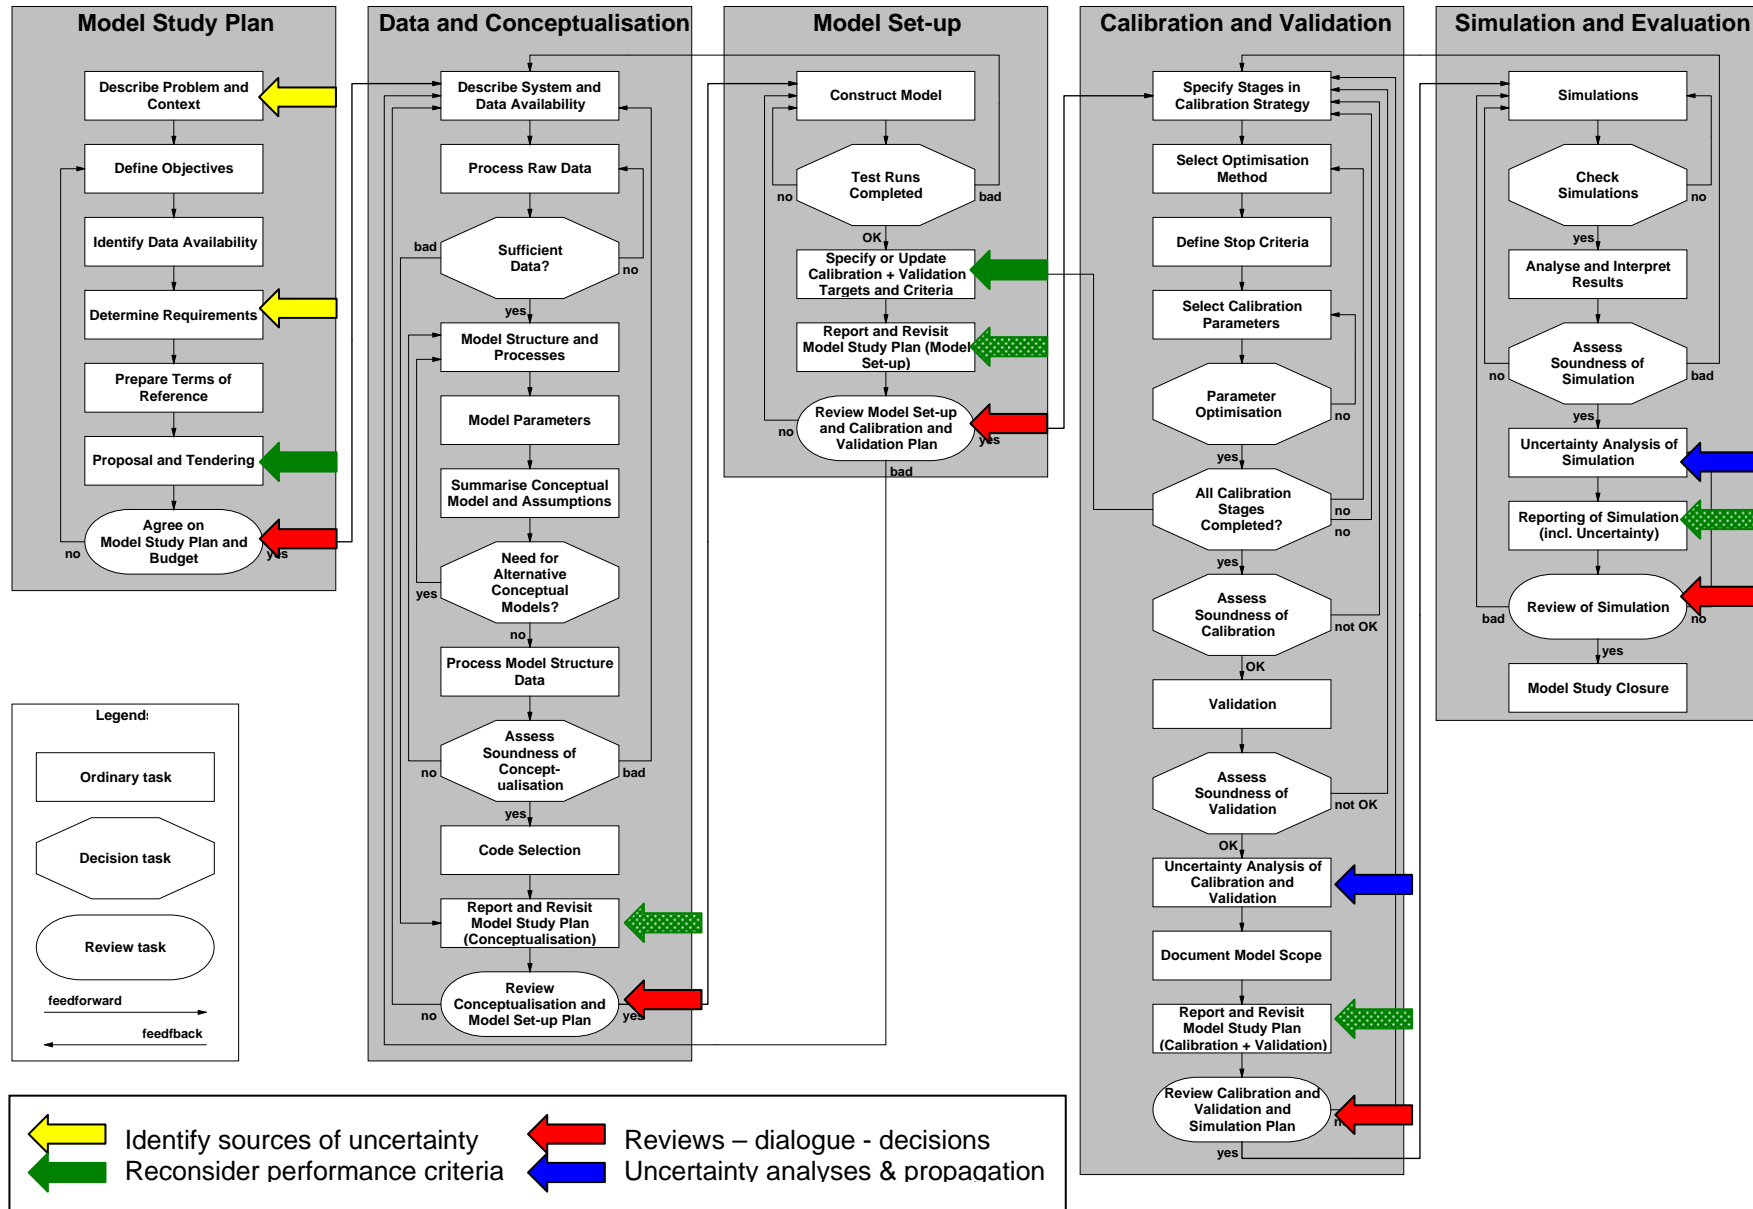 Model Study Plan
Describe Problem and
Context
Define Objectives
Identify Data Availability
Determine Requirements
Prepare Terms of
Reference
Proposal and Tendering
Agree on
Model Study Plan and
Budget
no
yes
Data and Conceptualisation
Describe System and
Data Availability
Process Raw Data
bad
Sufficient
Data?
no
yes
Model Structure and
Processes
Model Parameters
Summarise Conceptual
Model and Assumptions
Need for
Alternative
Conceptual
Models?
yes
no
Process Model Structure
Data
Assess
Soundness of
Concept-
ualisation
no
bad
yes
Code Selection
Report and Revisit
Model Study Plan
(Conceptualisation)
Review
Conceptualisation and
Model Set-up Plan
no
yes
Model Set-up
Construct Model
Test Runs
Completed
no
bad
OK
Specify or Update
Calibration + Validation
Targets and Criteria
Report and Revisit
Model Study Plan (Model
Set-up)
Review Model Set-up
and Calibration and
Validation Plan
no
yes
bad
Calibration and Validation
Specify Stages in
Calibration Strategy
Select Optimisation
Method
Define Stop Criteria
Select Calibration
Parameters
Parameter
Optimisation
no
yes
All Calibration
Stages
Completed?
no
no
yes
Assess
Soundness of
Calibration
not OK
OK
Validation
Assess
Soundness of
Validation
not OK
OK
Uncertainty Analysis of
Calibration and
Validation
Document Model Scope
Report and Revisit
Model Study Plan
(Calibration + Validation)
Review Calibration and
Validation and
Simulation Plan
yes
Simulation and Evaluation
Simulations
Check
Simulations
no
yes
Analyse and Interpret
Results
Assess
Soundness of
Simulation
no
bad
yes
Uncertainty Analysis of
Simulation
Reporting of Simulation
(incl. Uncertainty)
Review of Simulation
bad
no
yes
Model Study Closure
Legend:
Ordinary task
Decision task
Review task
feedforward
feedfback
Identify sources of uncertainty
Reconsider performance criteria
Reviews – dialogue - decisions
Uncertainty analyses & propagation